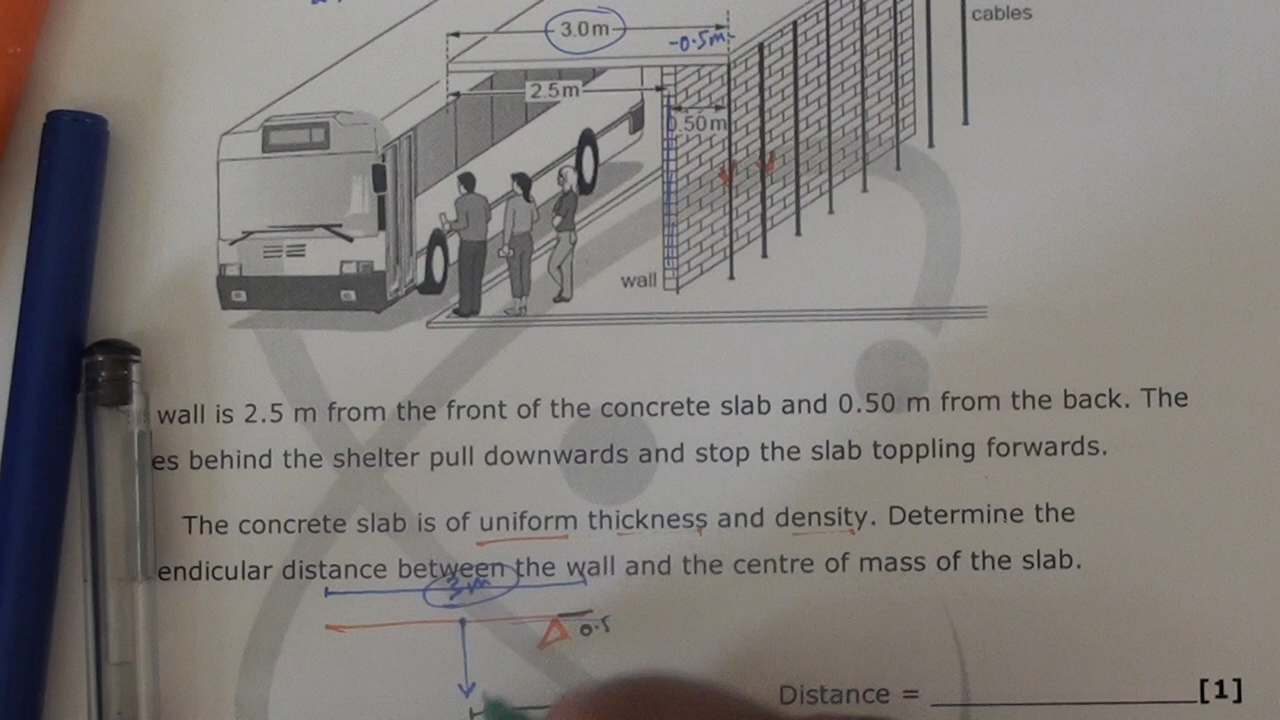 cables
3.0m
-0.5m
2.5m
0.50m
wall
wall is 2.5 m from the front of the concrete slab and 0.50 m from the back. The
es behind the shelter pull downwards and stop the slab toppling forwards.
The concrete slab is of uniform thickness and density. Determine the
endicular distance between the wall and the centre of mass of the slab.
3m
0.5
Distance = ____________________[1]